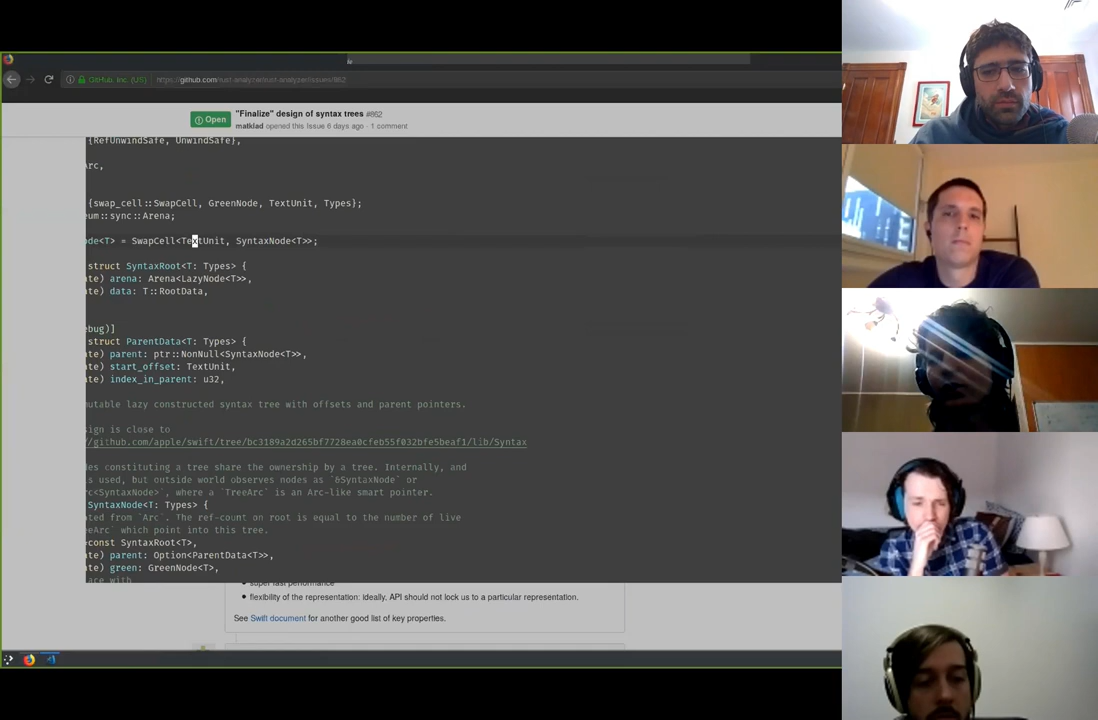 GitHub, Inc. (US)
https://github.com/rust-analyzer/rust-analyzer/issues/862
Open
"Finalize" design of syntax trees #862
matklad opened this issue 6 days ago · 1 comment
{RefUnwindSafe, UnwindSafe},
Arc,
{swap_cell::SwapCell, GreenNode, TextUnit, Types};
eum::sync::Arena;
ode<T> = SwapCell<TextUnit, SyntaxNode<T>>;
struct SyntaxRoot<T: Types> {
ate) arena: Arena<LazyNode<T>>,
ate) data: T::RootData,
ebug)]
struct ParentData<T: Types> {
ate) parent: ptr::NonNull<SyntaxNode<T>>,
ate) start_offset: TextUnit,
ate) index_in_parent: u32,
mutable lazy constructed syntax tree with offsets and parent pointers.
sign is close to
//github.com/apple/swift/tree/bc3189a2d265bf7728ea0cfeb55f032bfe5beaf1/lib/Syntax
des constituting a tree share the ownership by a tree. Internally, and
is used, but outside world observes nodes as `&SyntaxNode` or
rc<SyntaxNode>`, where a `TreeArc` is an Arc-like smart pointer.
SyntaxNode<T: Types> {
ated from `Arc`. The ref-count on root is equal to the number of live
eeArc` which point into this tree.
const SyntaxRoot<T>,
ate) parent: Option<ParentData<T>>,
ate) green: GreenNode<T>,
are with
super fast performance
flexibility of the representation: ideally, API should not lock us to a particular representation.
See Swift document for another good list of key properties.